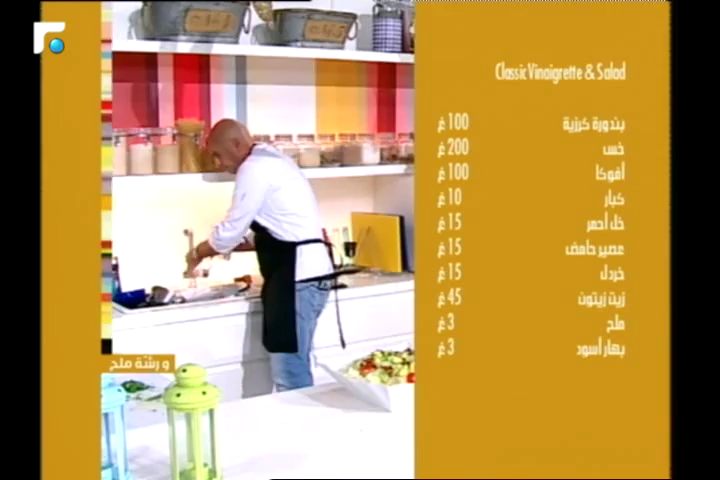 Classic Vinaigrette & Salad
بندورة كرزية 100 غ
خس 200 غ
أفوكا 100 غ
كبار 10 غ
خل أحمر 15 غ
عصير حامض 15 غ
خردل 15 غ
زيت زيتون 45 غ
ملح 3 غ
بهار أسود 3 غ
ورشة ملح